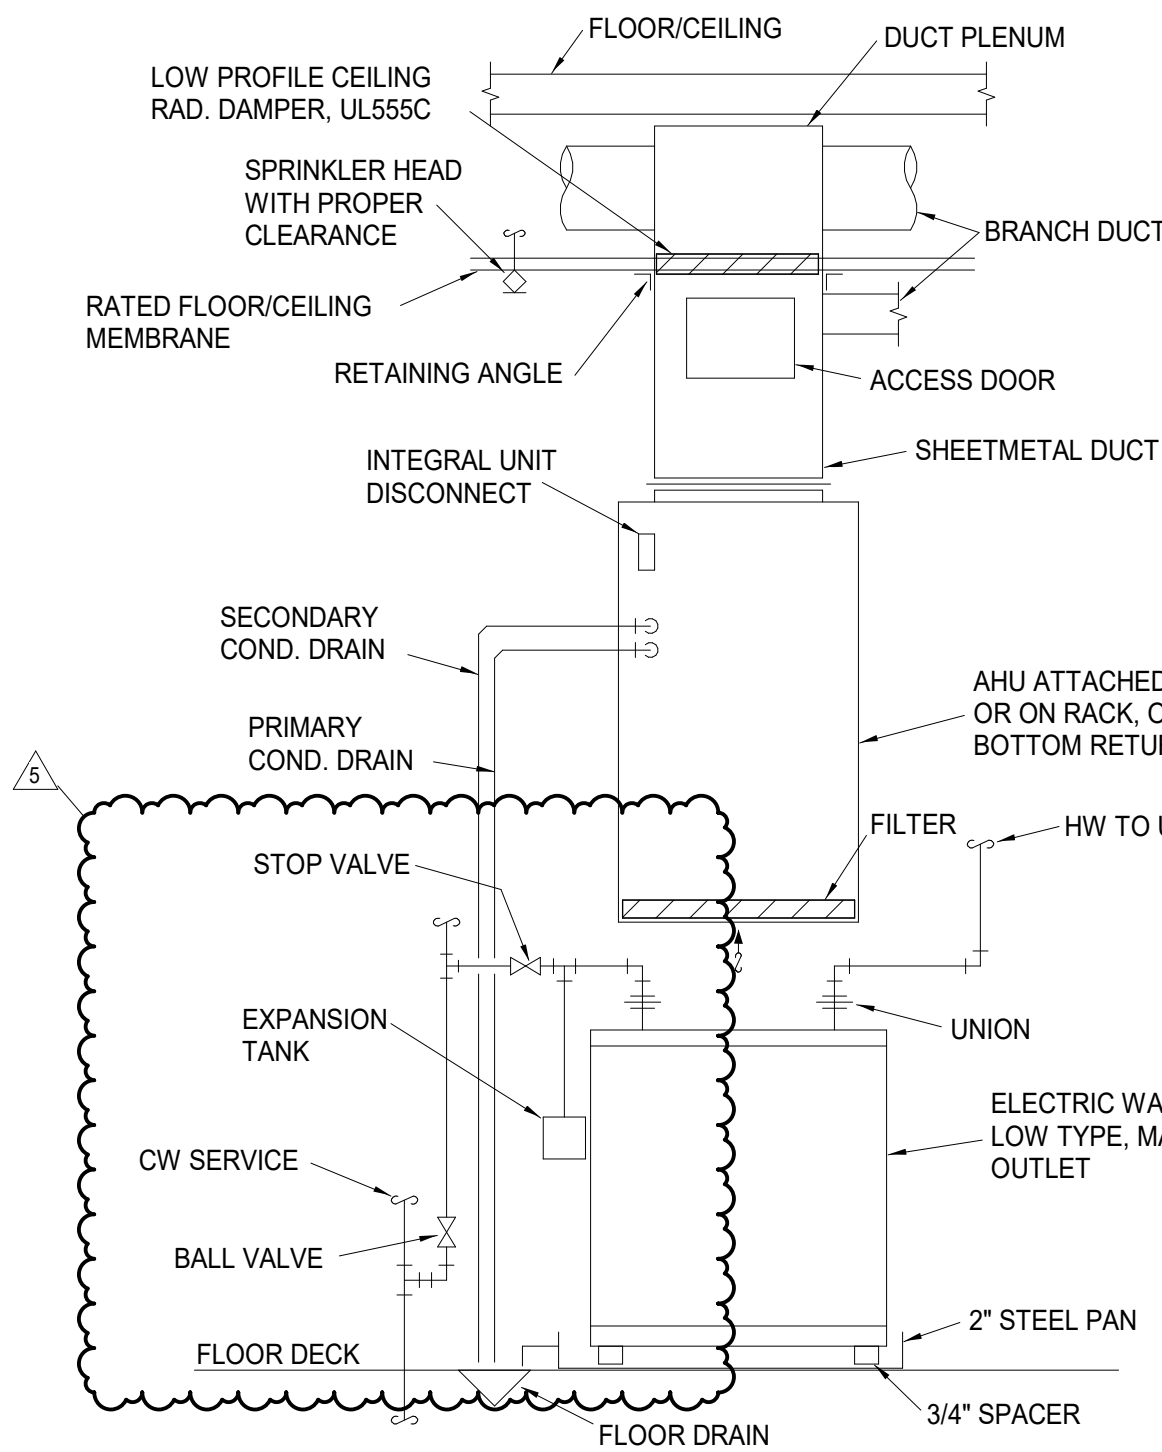 FLOOR/CEILING
DUCT PLENUM
LOW PROFILE CEILING
RAD. DAMPER, UL555C
SPRINKLER HEAD
WITH PROPER
CLEARANCE
BRANCH DUCT
RATED FLOOR/CEILING
MEMBRANE
RETAINING ANGLE
ACCESS DOOR
SHEETMETAL DUCT
INTEGRAL UNIT
DISCONNECT
SECONDARY
COND. DRAIN
AHU ATTACHED
OR ON RACK,
BOTTOM
PRIMARY
COND. DRAIN
5
FILTER
HW TO
STOP VALVE
EXPANSION
TANK
UNION
ELECTRIC
LOW TYPE,
OUTLET
CW SERVICE
BALL VALVE
2" STEEL PAN
FLOOR DECK
3/4" SPACER
FLOOR DRAIN